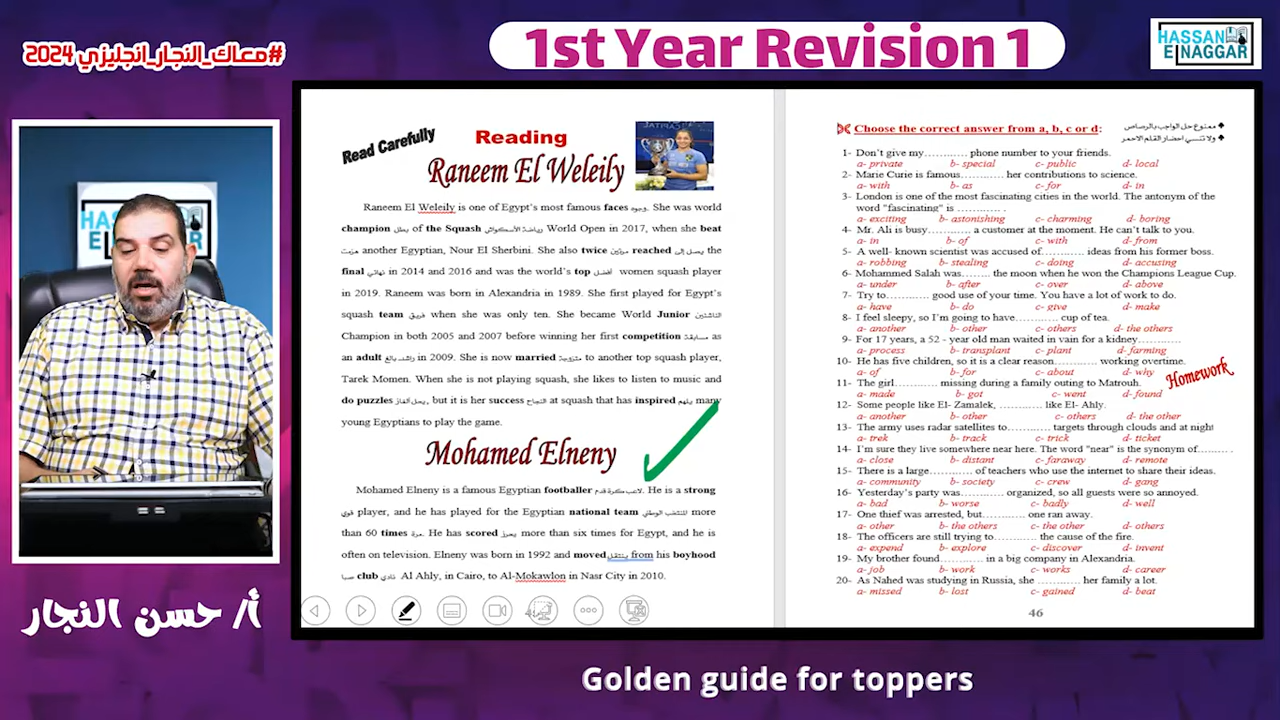 #معاك_النجار_انجليزي 2024
1st Year Revision 1
HASSAN
ELNAGGAR
Read Carefully
Reading
Raneem El Weleily
Raneem El Weleily is one of Egypt's most famous faces وجوه. She was world
champion بطل of the Squash رياضة الأسكواش World Open in 2017, when she beat
هزمت another Egyptian, Nour El Sherbini. She also twice مرتين reached يصل إلى the
final نهائي in 2014 and 2016 and was the world's top أفضل women squash player
in 2019. Raneem was born in Alexandria in 1989. She first played for Egypt's
squash team فريق when she was only ten. She became World Junior الناشئين
Champion in both 2005 and 2007 before winning her first competition مسابقة as
an adult راشد ـ بالغ in 2009. She is now married متزوجة to another top squash player,
Tarek Momen. When she is not playing squash, she likes to listen to music and
do puzzles يحل ألغاز, but it is her success النجاح at squash that has inspired يلهم many
young Egyptians to play the game.
Mohamed Elneny
Mohamed Elneny is a famous Egyptian footballer لاعب كرة قدم. He is a strong
قوي player, and he has played for the Egyptian national team المنتخب الوطني more
than 60 times مرة. He has scored يحرز more than six times for Egypt, and he is
often on television. Elneny was born in 1992 and moved ينتقل from his boyhood
صبا club نادي Al Ahly, in Cairo, to Al-Mokawlon in Nasr City in 2010.
Choose the correct answer from a, b, c or d:
ممنوع حل الواجب بالرصاص
ولا تنسي احضار القلم الاحمر
1- Don't give my………. phone number to your friends.
a- private b- special c- public d- local
2- Marie Curie is famous………. her contributions to science.
a- with b- as c- for d- in
3- London is one of the most fascinating cities in the world. The antonym of the
word "fascinating" is ………. .
a- exciting b- astonishing c- charming d- boring
4- Mr. Ali is busy………. a customer at the moment. He can't talk to you.
a- in b- of c- with d- from
5- A well- known scientist was accused of………. ideas from his former boss.
a- robbing b- stealing c- doing d- accusing
6- Mohammed Salah was…….. the moon when he won the Champions League Cup.
a- under b- after c- over d- above
7- Try to………. good use of your time. You have a lot of work to do.
a- have b- do c- give d- make
8- I feel sleepy, so I'm going to have………. cup of tea.
a- another b- other c- others d- the others
9- For 17 years, a 52 - year old man waited in vain for a kidney……….
a- process b- transplant c- plant d- farming
10- He has five children, so it is a clear reason………. working overtime.
a- of b- for c- about d- why
Homework
11- The girl………. missing during a family outing to Matrouh.
a- made b- got c- went d- found
12- Some people like El- Zamalek, ………. like El- Ahly.
a- another b- other c- others d- the other
13- The army uses radar satellites to………. targets through clouds and at night
a- trek b- track c- trick d- ticket
14- I'm sure they live somewhere near here. The word "near" is the synonym of………. .
a- close b- distant c- faraway d- remote
15- There is a large………. of teachers who use the internet to share their ideas.
a- community b- society c- crew d- gang
16- Yesterday's party was………. organized, so all guests were so annoyed.
a- bad b- worse c- badly d- well
17- One thief was arrested, but………. one ran away.
a- other b- the others c- the other d- others
18- The officers are still trying to………. the cause of the fire.
a- expend b- explore c- discover d- invent
19- My brother found………. in a big company in Alexandria.
a- job b- work c- works d- career
20- As Nahed was studying in Russia, she ………. her family a lot.
a- missed b- lost c- gained d- beat
46
أ/ حسن النجار
Golden guide for toppers